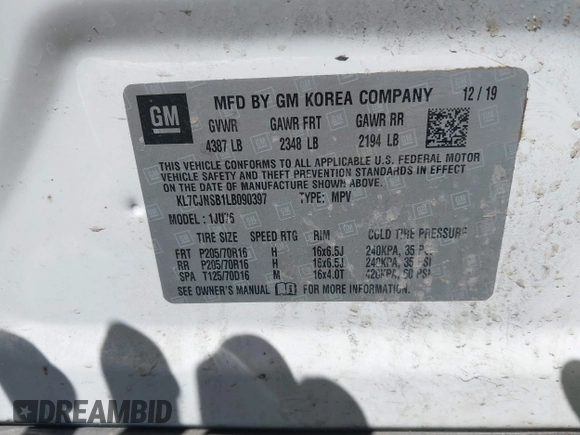 GM
MFD BY GM KOREA COMPANY 12/19
GVWR GAWR FRT GAWR RR
4387 LB 2348 LB 2194 LB
THIS VEHICLE CONFORMS TO ALL APPLICABLE U.S. FEDERAL MOTOR
VEHICLE SAFETY AND THEFT PREVENTION STANDARDS IN EFFECT
ON THE DATE OF MANUFACTURE SHOWN ABOVE.
KL7CJNSB1LB090397 TYPE: MPV
MODEL: 1JU76
TIRE SIZE SPEED RTG RIM COLD TIRE PRESSURE
FRT P205/70R16 H 16x6.5J 240KPA, 35 PSI
RR P205/70R16 H 16x6.5J 240KPA, 35 PSI
SPA T125/70D16 M 16x4.0T 420KPA, 60 PSI
SEE OWNER'S MANUAL FOR MORE INFORMATION.
DREAMBID